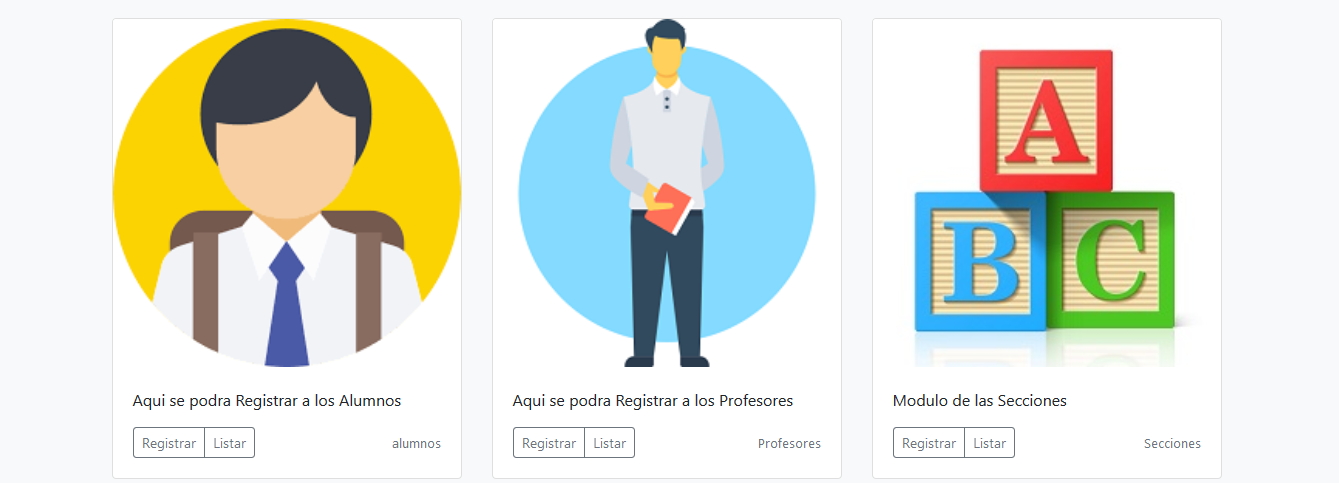 A
B C
Aqui se podra Registrar a los Alumnos
Registrar Listar alumnos
Aqui se podra Registrar a los Profesores
Registrar Listar Profesores
Modulo de las Secciones
Registrar Listar Secciones